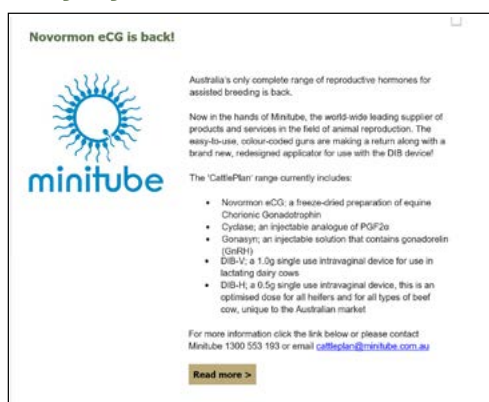 Novormon eCG is back!
minitube
Australia's only complete range of reproductive hormones for
assisted breeding is back.
Now in the hands of Minitube, the world-wide leading supplier of
products and services in the field of animal reproduction. The
easy-to-use, colour-coded guns are making a return along with a
brand new, redesigned applicator for use with the DIB device!
The 'CattlePlan' range currently includes:
• Novormon eCG; a freeze-dried preparation of equine
Chorionic Gonadotrophin
• Cyclase; an injectable analogue of PGF2α
• Gonasyn; an injectable solution that contains gonadorelin
(GnRH)
• DIB-V; a 1.0g single use intravaginal device for use in
lactating dairy cows
• DIB-H; a 0.5g single use intravaginal device, this is an
optimised dose for all heifers and for all types of beef
cow, unique to the Australian market
For more information click the link below or please contact
Minitube 1300 553 193 or email cattleplan@minitube.com.au
Read more >